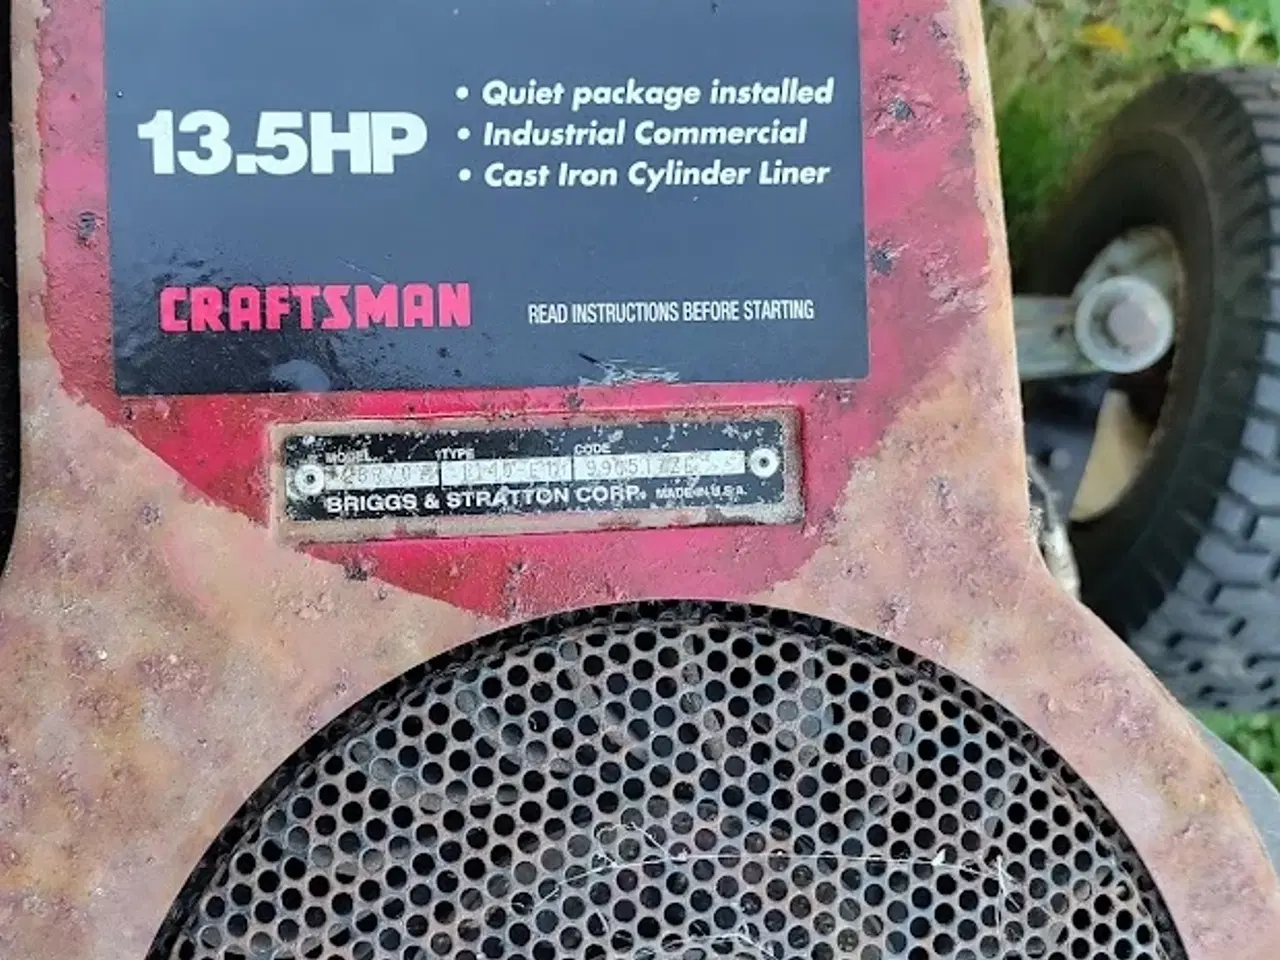 13.5HP
• Quiet package installed
• Industrial Commercial
• Cast Iron Cylinder Liner
CRAFTSMAN
READ INSTRUCTIONS BEFORE STARTING
MODEL TYPE CODE
BRIGGS & STRATTON CORP. MADE IN U.S.A.